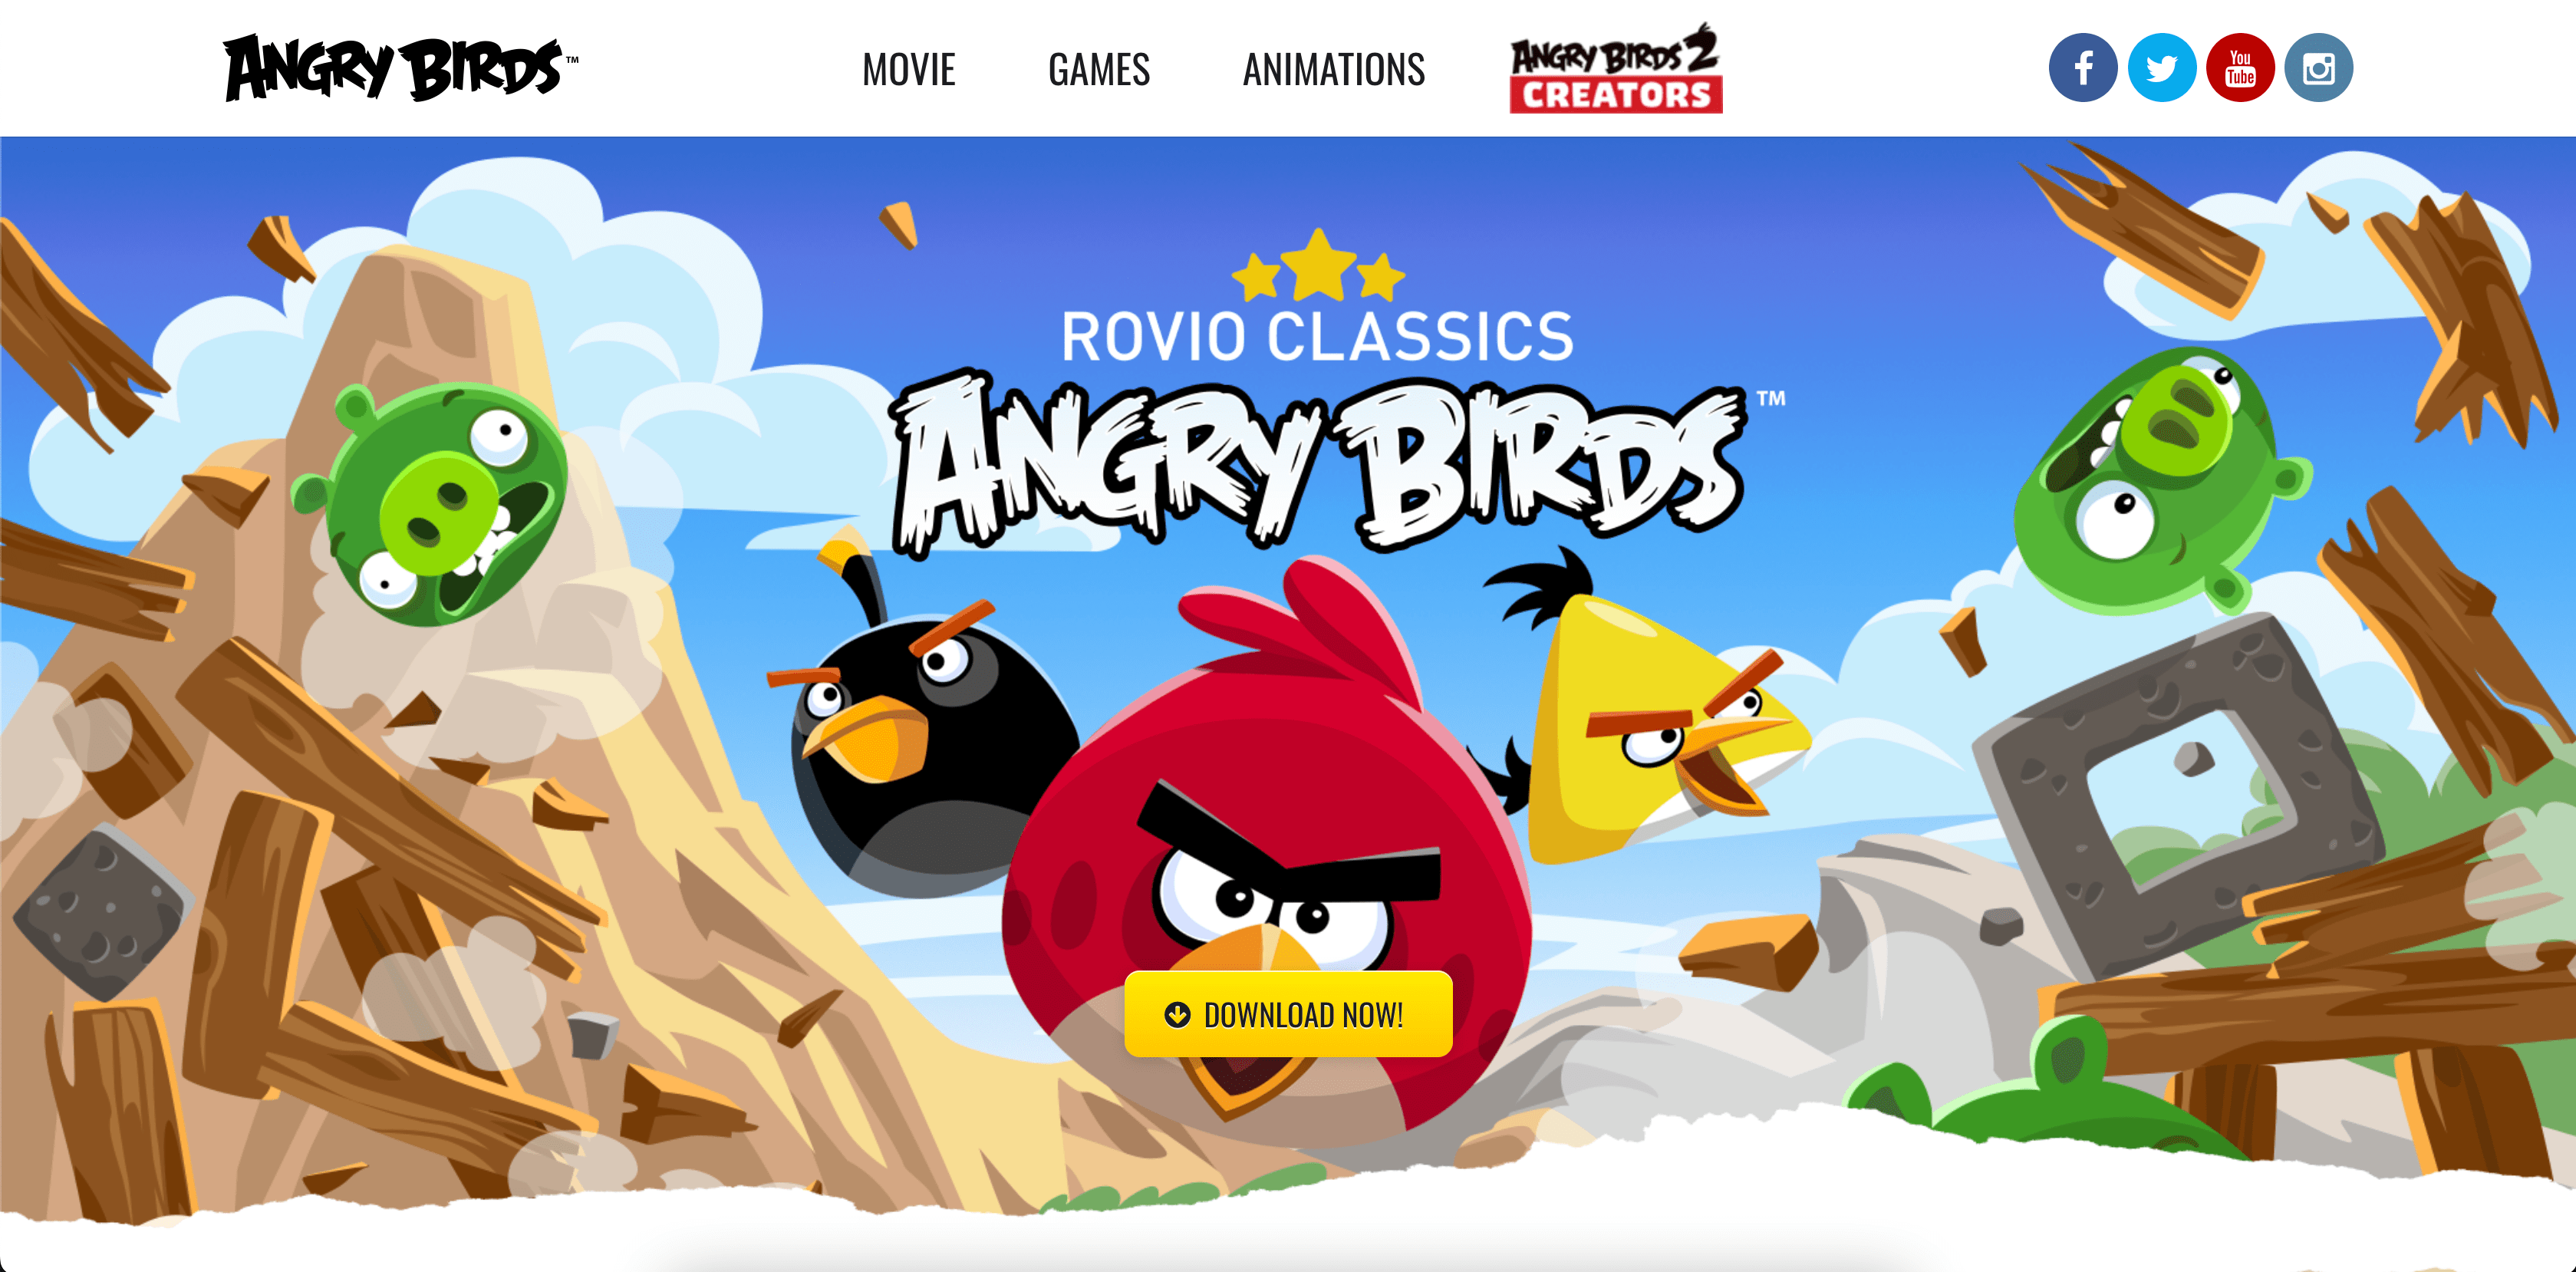 ANGRY BIRDS™
MOVIE
GAMES
ANIMATIONS
ANGRY BIRDS 2
CREATORS
You
Tube
ROVIO CLASSICS
ANGRY BIRDS™
DOWNLOAD NOW!